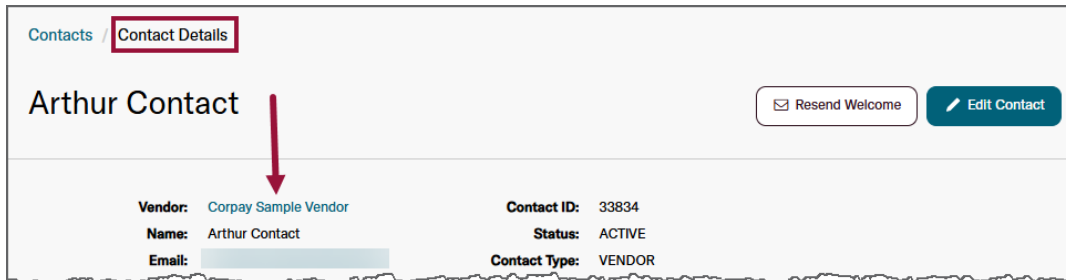 Contacts / Contact Details
Arthur Contact
Resend Welcome
Edit Contact
Vendor: Corpay Sample Vendor
Contact ID: 33834
Name: Arthur Contact
Status: ACTIVE
Email:
Contact Type: VENDOR